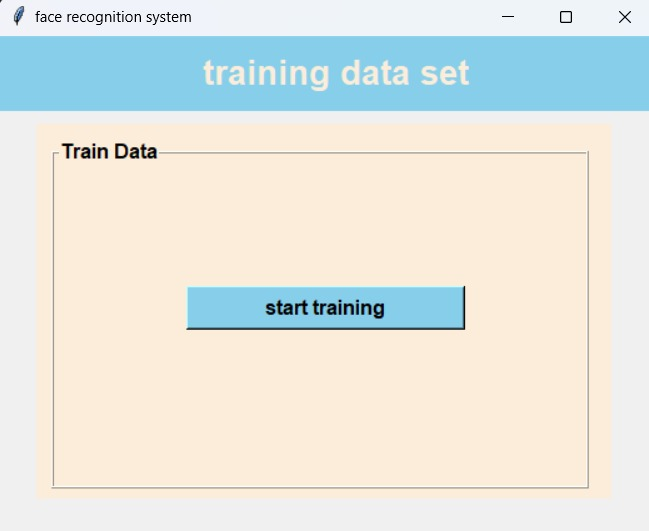 face recognition system
training data set
Train Data
start training